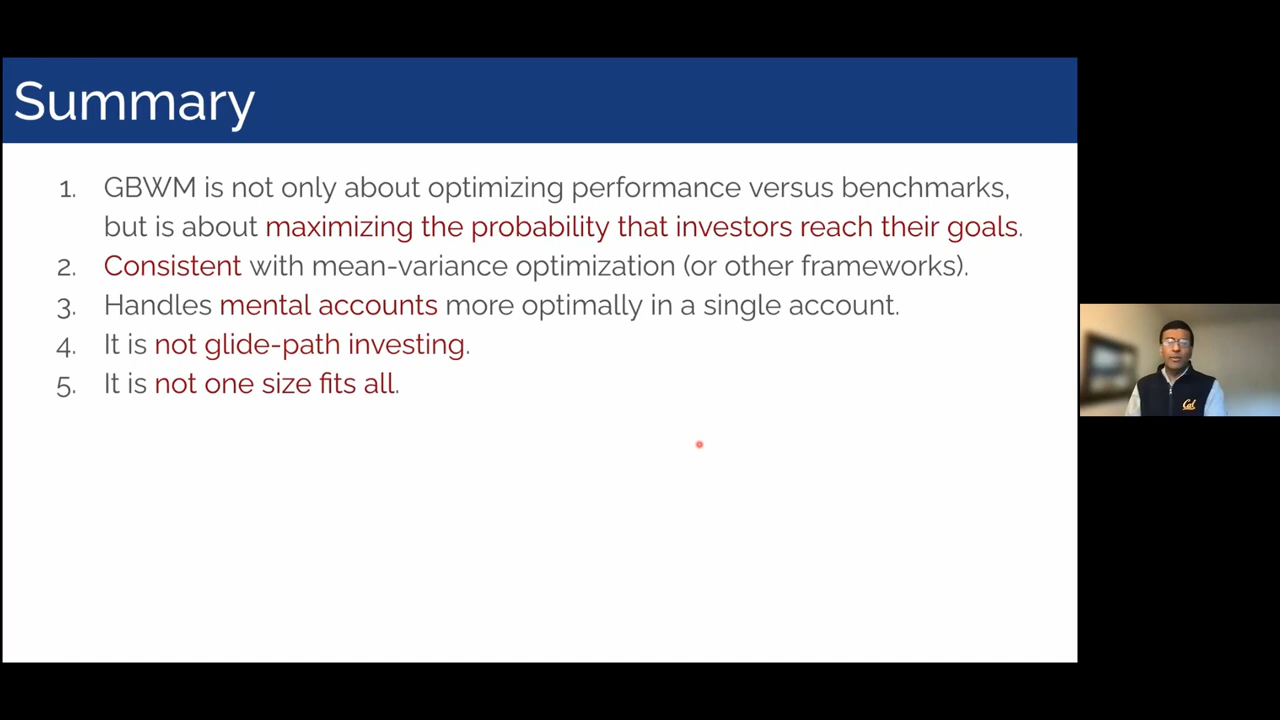 Summary
1. GBWM is not only about optimizing performance versus benchmarks,
but is about maximizing the probability that investors reach their goals.
2. Consistent with mean-variance optimization (or other frameworks).
3. Handles mental accounts more optimally in a single account.
4. It is not glide-path investing.
5. It is not one size fits all.
Cal